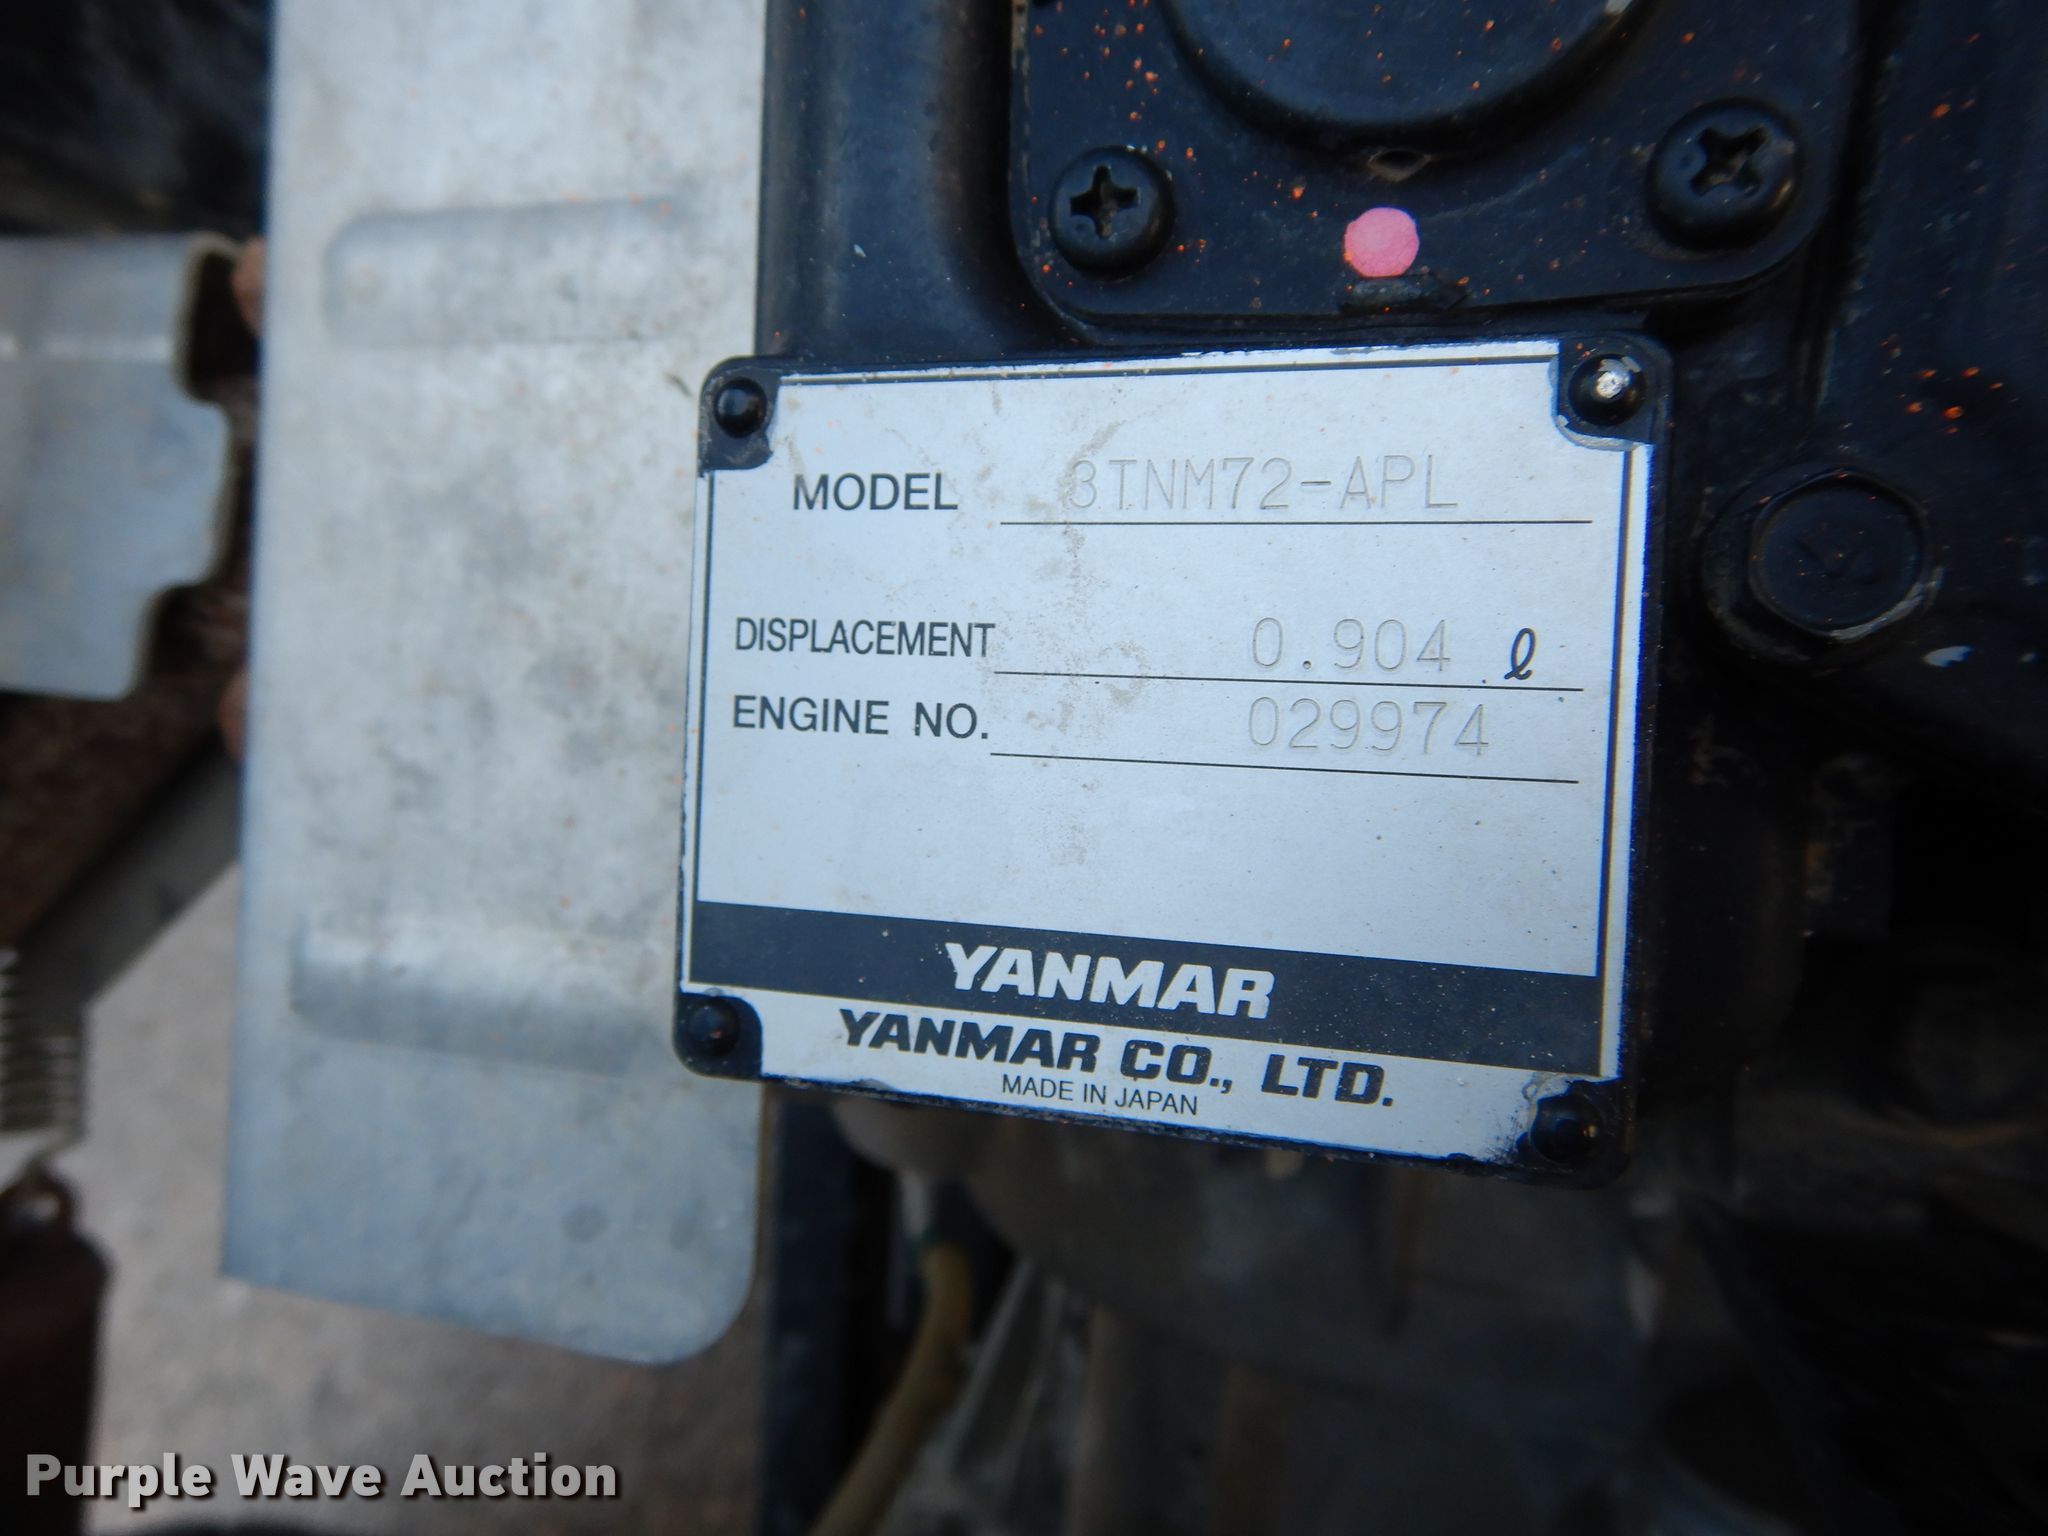 MODEL 3TNM72-APL
DISPLACEMENT 0.904 ℓ
ENGINE NO. 029974
YANMAR
YANMAR CO., LTD.
MADE IN JAPAN
Purple Wave Auction